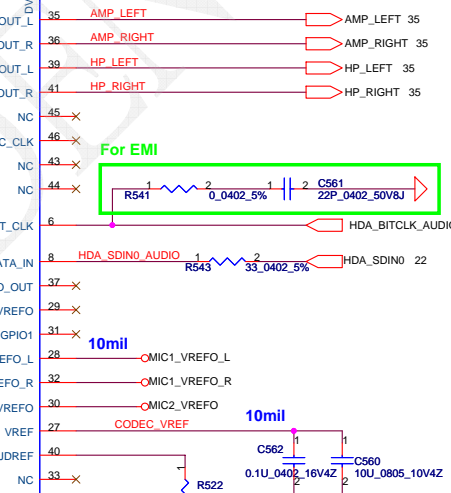 DV
OUT_L 35 AMP_LEFT AMP_LEFT 35
OUT_R 36 AMP_RIGHT AMP_RIGHT 35
OUT_L 39 HP_LEFT HP_LEFT 35
OUT_R 41 HP_RIGHT HP_RIGHT 35
NC 45
C_CLK 46
For EMI
NC 43
NC 44
1 2 1 2 C561
R541 0_0402_5% 22P_0402_50V8J
T_CLK 6 HDA_BITCLK_AUDIO
ATA_IN 8 HDA_SDIN0_AUDIO 1 2 HDA_SDIN0 22
R543 33_0402_5%
O_OUT 37
VREFO 29
GPIO1 31
10mil
EFO_L 28 MIC1_VREFO_L
EFO_R 32 MIC1_VREFO_R
VREFO 30 MIC2_VREFO
10mil
VREF 27 CODEC_VREF
JDREF 40
1 1
C562 C560
0.1U_0402_16V4Z 10U_0805_10V4Z
2 2
NC 33
1
R522